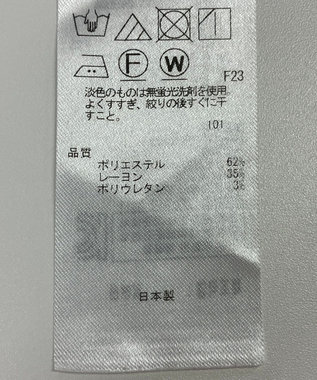 F W
F23
淡色のものは無蛍光洗剤を使用
よくすすぎ、絞りの後すぐに干
すこと。
101
品質
ポリエステル 62%
レーヨン 35%
ポリウレタン 3%
日本製